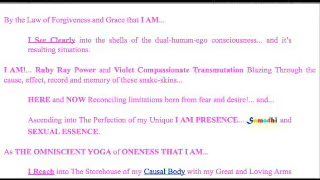 By the Law of Forgiveness and Grace that I AM...
I See Clearly into the shells of the dual-human-ego consciousness... and it's
resulting situations.
I AM!... Ruby Ray Power and Violet Compassionate Transmutation Blazing Through the
cause, effect, record and memory of these snake-skins...
HERE and NOW Reconciling limitations born from fear and desire!... and...
Ascending into The Perfection of my Unique I AM PRESENCE... Samadhi and
SEXUAL ESSENCE.
As THE OMNISCIENT YOGA of ONENESS THAT I AM...
I Reach into The Storehouse of my Causal Body with my Great and Loving Arms